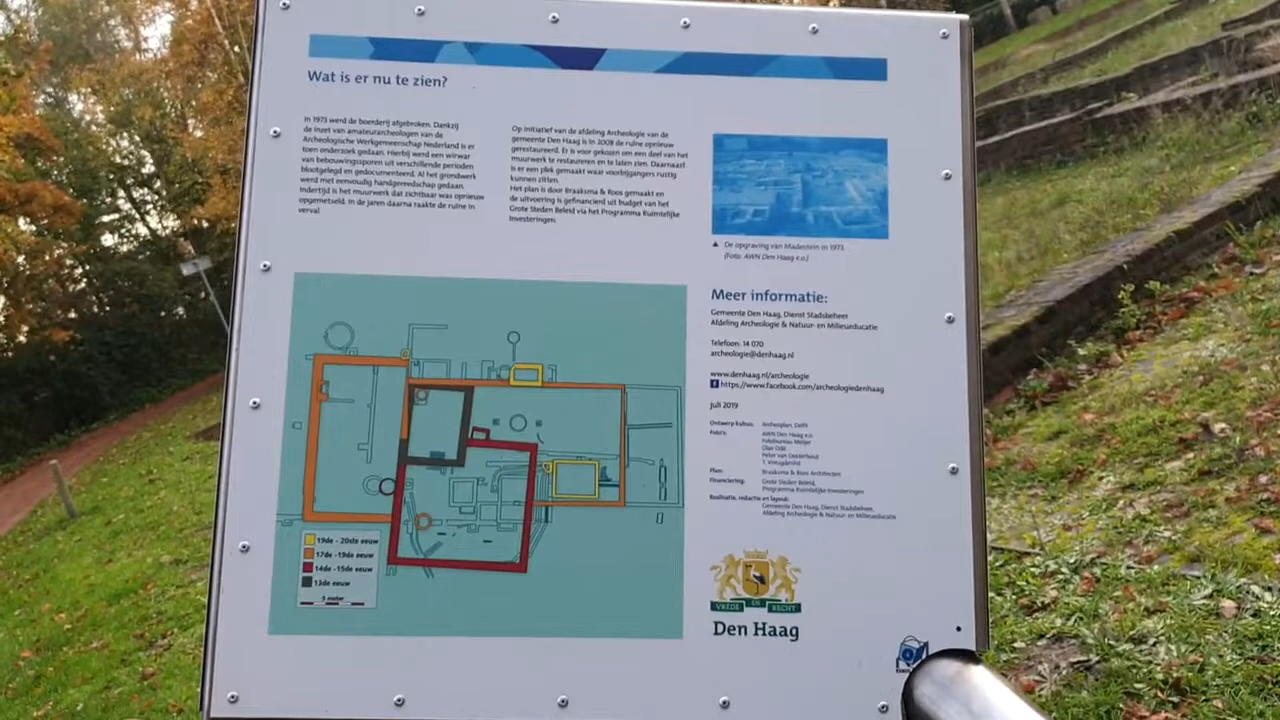 Wat is er nu te zien?
In 1973 werd de boerderij afgebroken. Dankzij
de inzet van amateurarcheologen van de
Archeologische Werkgemeenschap Nederland is er
toen onderzoek gedaan. Hierbij werd een wirwar
van bebouwingssporen uit verschillende perioden
blootgelegd en gedocumenteerd. Al het grondwerk
werd met eenvoudig handgereedschap gedaan.
Indertijd is het muurwerk dat zichtbaar was opnieuw
opgemetseld. In de jaren daarna raakte de ruïne in
verval
Op initiatief van de afdeling Archeologie van de
gemeente Den Haag is in 2008 de ruïne opnieuw
gerestaureerd. Er is voor gekozen om een deel van het
muurwerk te restaureren en te laten zien. Daarnaast
is er een plek gemaakt waar voorbijgangers rustig
kunnen zitten.
Het plan is door Braaksma & Roos gemaakt en
de uitvoering is gefinancierd uit budget van het
Grote Steden Beleid via het Programma Ruimtelijke
Investeringen.
▲ De opgraving van Madestein in 1973.
(Foto: AWN Den Haag e.o.)
Meer informatie:
Gemeente Den Haag, Dienst Stadsbeheer
Afdeling Archeologie & Natuur- en Milieueducatie
Telefoon: 14 070
archeologie@denhaag.nl
www.denhaag.nl/archeologie
f https://www.facebook.com/archeologiedenhaag
juli 2019
Foto's: AWN Den Haag e.o.
Fotobureau Meijer
Peter van Oosterhout
Plan: Braaksma & Roos Architecten
Financiering: Grote Steden Beleid,
Programma Ruimtelijke Investeringen
Realisatie, redactie en layout:
Gemeente Den Haag, Dienst Stadsbeheer,
Afdeling Archeologie & Natuur- en Milieueducatie
19de - 20ste eeuw
17de - 19de eeuw
14de - 15de eeuw
13de eeuw
5 meter
VREDE EN RECHT
Den Haag